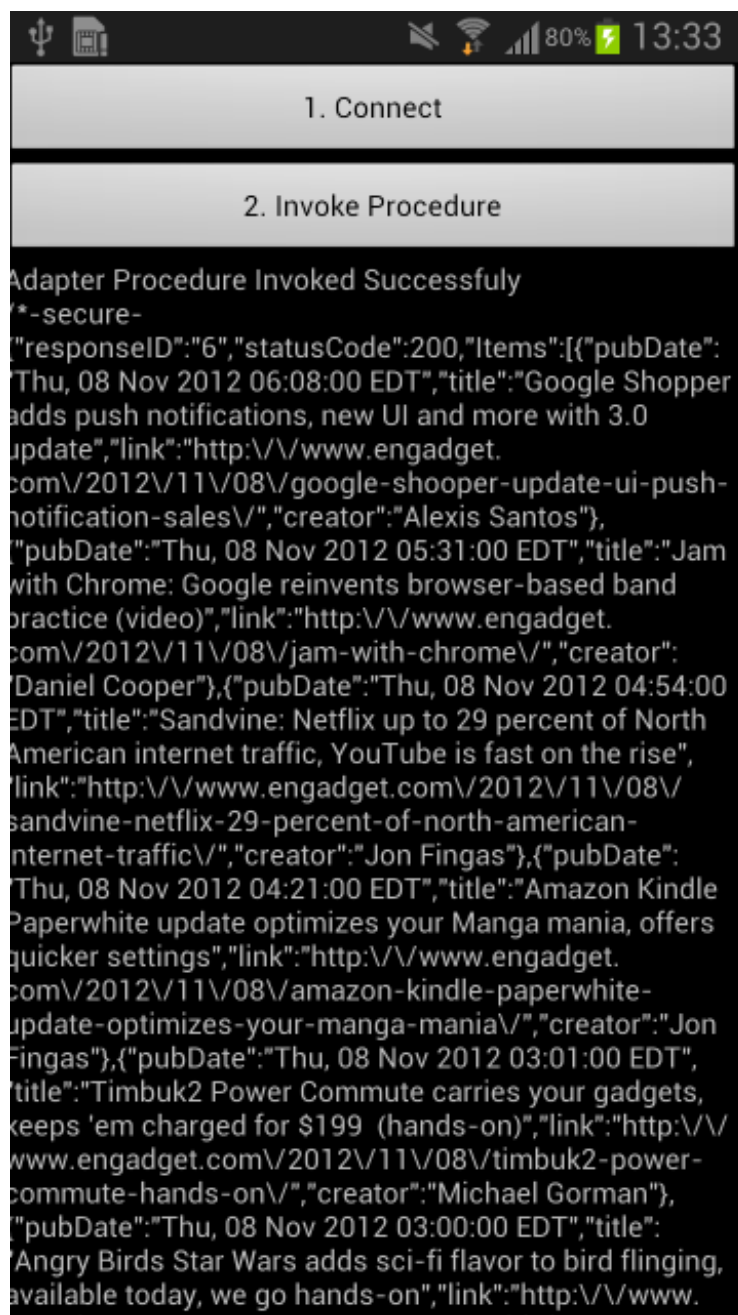 80% 13:33
1. Connect
2. Invoke Procedure
Adapter Procedure Invoked Successfuly
/*-secure-
{"responseID":"6","statusCode":200,"Items":[{"pubDate":
"Thu, 08 Nov 2012 06:08:00 EDT","title":"Google Shopper
adds push notifications, new UI and more with 3.0
update","link":"http:\/\/www.engadget.
com\/2012\/11\/08\/google-shooper-update-ui-push-
notification-sales\/","creator":"Alexis Santos"},
{"pubDate":"Thu, 08 Nov 2012 05:31:00 EDT","title":"Jam
with Chrome: Google reinvents browser-based band
practice (video)","link":"http:\/\/www.engadget.
com\/2012\/11\/08\/jam-with-chrome\/","creator":
"Daniel Cooper"},{"pubDate":"Thu, 08 Nov 2012 04:54:00
EDT","title":"Sandvine: Netflix up to 29 percent of North
American internet traffic, YouTube is fast on the rise",
"link":"http:\/\/www.engadget.com\/2012\/11\/08\/
sandvine-netflix-29-percent-of-north-american-
internet-traffic\/","creator":"Jon Fingas"},{"pubDate":
"Thu, 08 Nov 2012 04:21:00 EDT","title":"Amazon Kindle
Paperwhite update optimizes your Manga mania, offers
quicker settings","link":"http:\/\/www.engadget.
com\/2012\/11\/08\/amazon-kindle-paperwhite-
update-optimizes-your-manga-mania\/","creator":"Jon
Fingas"},{"pubDate":"Thu, 08 Nov 2012 03:01:00 EDT",
"title":"Timbuk2 Power Commute carries your gadgets,
keeps 'em charged for $199  (hands-on)","link":"http:\/\/
www.engadget.com\/2012\/11\/08\/timbuk2-power-
commute-hands-on\/","creator":"Michael Gorman"},
{"pubDate":"Thu, 08 Nov 2012 03:00:00 EDT","title":
"Angry Birds Star Wars adds sci-fi flavor to bird flinging,
available today, we go hands-on","link":"http:\/\/www.